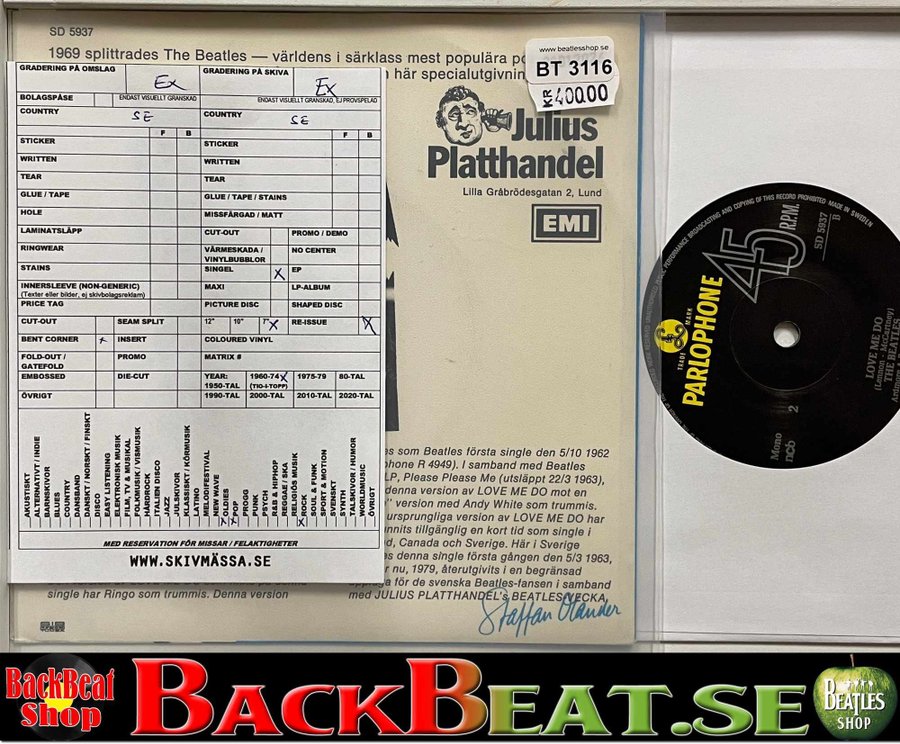 SD 5937
1969 splittrades The Beatles — världens i särklass mest populära
här specialutgivnin
www.beatlesshop.se
BT 3116
KR 400.00
GRADERING PÅ OMSLAG
Ex
GRADERING PÅ SKIVA
Ex
BOLAGSPÅSE
ENDAST VISUELLT GRANSKAD
ENDAST VISUELLT GRANSKAD, EJ PROVSPELAD
COUNTRY
SE
COUNTRY
SE
F B
F B
STICKER
STICKER
WRITTEN
WRITTEN
TEAR
TEAR
GLUE / TAPE
GLUE / TAPE / STAINS
HOLE
MISSFÄRGAD / MATT
LAMINATSLÄPP
CUT-OUT
PROMO / DEMO
RINGWEAR
VÄRMESKADA / VINYLBUBBLOR
NO CENTER
STAINS
SINGEL
X
EP
INNERSLEEVE (NON-GENERIC)
(Texter eller bilder, ej skivbolagsreklam)
MAXI
LP-ALBUM
PRICE TAG
PICTURE DISC
SHAPED DISC
CUT-OUT
SEAM SPLIT
12"
10"
7"
X
RE-ISSUE
X
BENT CORNER
x
INSERT
COLOURED VINYL
FOLD-OUT / GATEFOLD
PROMO
MATRIX #
EMBOSSED
DIE-CUT
YEAR:
1950-TAL
1960-74
X
(TIO-I-TOPP)
1975-79
80-TAL
ÖVRIGT
1990-TAL
2000-TAL
2010-TAL
2020-TAL
AKUSTISKT
ALTERNATIVT / INDIE
BARNSKIVOR
BLUES
COUNTRY
DANSBAND
DANSKT / NORSKT / FINSKT
DISCO
EASY LISTENING
ELEKTRONISK MUSIK
FILM, TV & MUSIKAL
FOLKMUSIK / VISMUSIK
HÅRDROCK
ITALIEN DISCO
JAZZ
JULSKIVOR
KLASSISKT / KÖRMUSIK
LATINO
MELODIFESTIVAL
NEW WAVE
OLDIES
POP
PROGG
PUNK
PSYCH
R&B & HIPHOP
REGGAE / SKA
RELIGIÖS MUSIK
ROCK
SOUL & FUNK
SPORT & MOTION
SVENSKT
SYNTH
TALSKIVOR / HUMOR
WORLDMUSIC
ÖVRIGT
x x x
MED RESERVATION FÖR MISSAR / FELAKTIGHETER
WWW.SKIVMÄSSA.SE
Julius
Platthandel
Lilla Gråbrödesgatan 2, Lund
EMI
es som Beatles första single den 5/10 1962
phone R 4949). I samband med Beatles
LP, Please Please Me (utsläppt 22/3 1963),
denna version av LOVE ME DO mot en
" version med Andy White som trummis.
ursprungliga version av LOVE ME DO har
nnits tillgänglig en kort tid som single i
d, Canada och Sverige. Här i Sverige
es denna single första gången den 5/3 1963,
r nu, 1979, återutgivits i en begränsad
för de svenska Beatles-fansen i samband
single har Ringo som trummis. Denna version
med JULIUS PLATTHANDEL's BEATLESVECKA.
Staffan Olander
PERFORMANCE BROADCASTING AND COPYING OF THIS RECORD PROHIBITED MADE IN SWEDEN
TRADE MARK
PARLOPHONE
45 R.P.M.
SD 5937
B
Mono
ncb
2
LOVE ME DO
(Lennon - McCartney)
THE BEATLES
BackBeat
Shop
BACKBEAT.SE
THE
BEATLES
SHOP